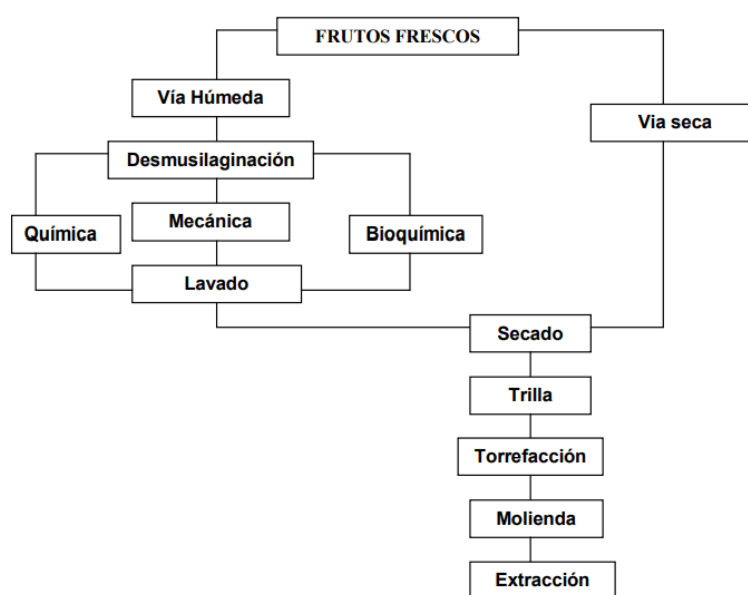 FRUTOS FRESCOS
Vía Húmeda
Via seca
Desmusilaginación
Química
Mecánica
Bioquímica
Lavado
Secado
Trilla
Torrefacción
Molienda
Extracción